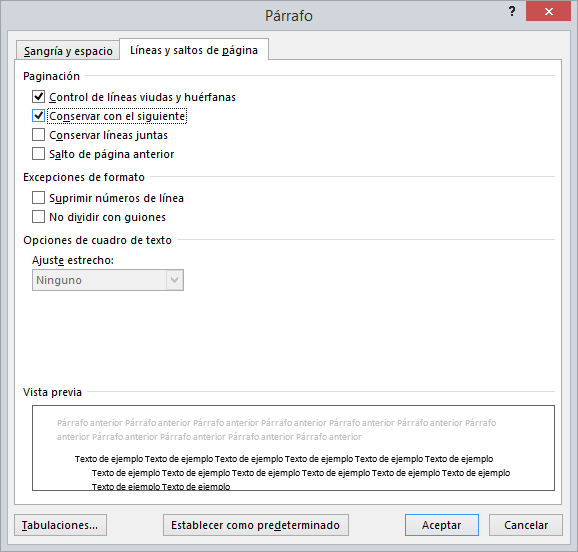 Párrafo
?
Sangría y espacio
Líneas y saltos de página
Paginación
Control de líneas viudas y huérfanas
Conservar con el siguiente
Conservar líneas juntas
Salto de página anterior
Excepciones de formato
Suprimir números de línea
No dividir con guiones
Opciones de cuadro de texto
Ajuste estrecho:
Ninguno
Vista previa
Párrafo anterior Párrafo anterior Párrafo anterior Párrafo anterior Párrafo anterior Párrafo anterior Párrafo
anterior Párrafo anterior Párrafo anterior Párrafo anterior Párrafo anterior
Texto de ejemplo Texto de ejemplo Texto de ejemplo Texto de ejemplo Texto de ejemplo Texto de ejemplo
Texto de ejemplo Texto de ejemplo Texto de ejemplo Texto de ejemplo Texto de ejemplo Texto de ejemplo
Texto de ejemplo Texto de ejemplo
Tabulaciones...
Establecer como predeterminado
Aceptar
Cancelar